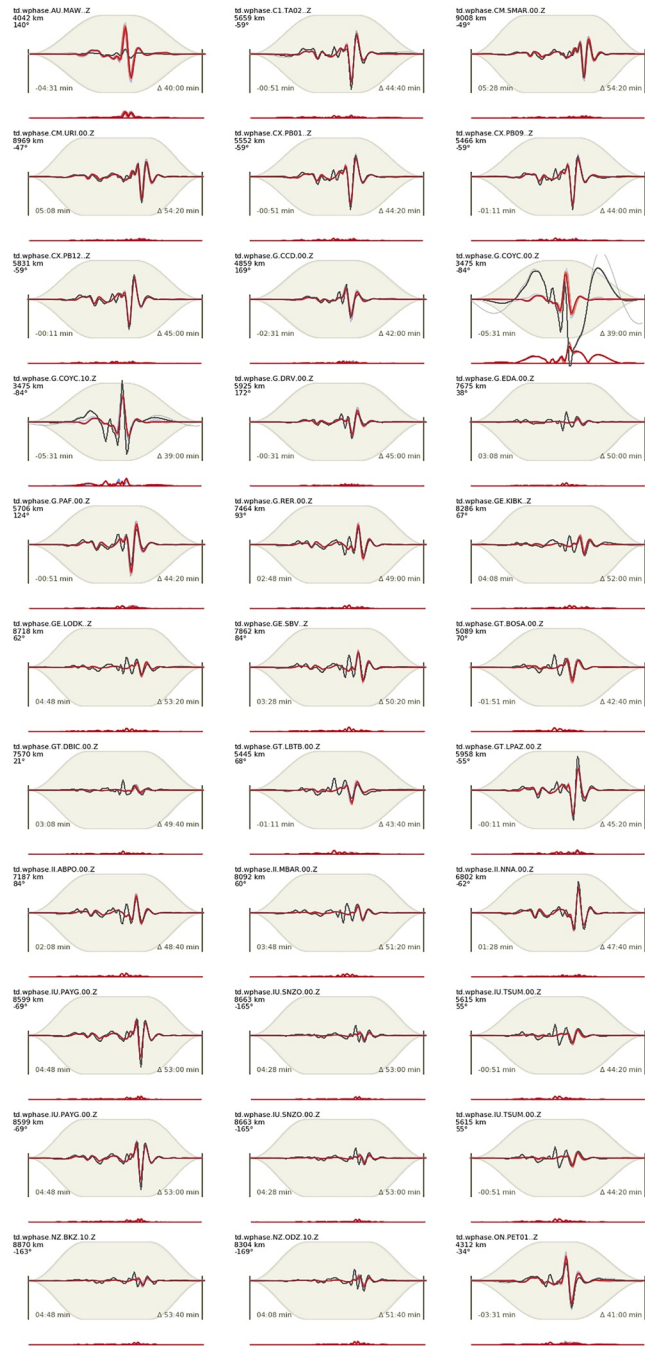 td.wphase.AU.MAW..Z
4042 km
140°
-04:31 min
Δ 40:00 min
td.wphase.C1.TA02..Z
5659 km
-59°
-00:51 min
Δ 44:40 min
td.wphase.CM.SMAR.00.Z
9008 km
-49°
05:28 min
Δ 54:20 min
td.wphase.CM.URI.00.Z
8969 km
-47°
05:08 min
Δ 54:20 min
td.wphase.CX.PB01..Z
5552 km
-59°
-00:51 min
Δ 44:20 min
td.wphase.CX.PB09..Z
5466 km
-59°
-01:11 min
Δ 44:00 min
td.wphase.CX.PB12..Z
5831 km
-59°
-00:11 min
Δ 45:00 min
td.wphase.G.CCD.00.Z
4859 km
169°
-02:31 min
Δ 42:00 min
td.wphase.G.COYC.00.Z
3475 km
-84°
-05:31 min
Δ 39:00 min
td.wphase.G.COYC.10.Z
3475 km
-84°
-05:31 min
Δ 39:00 min
td.wphase.G.DRV.00.Z
5925 km
172°
-00:31 min
Δ 45:00 min
td.wphase.G.EDA.00.Z
7675 km
38°
03:08 min
Δ 50:00 min
td.wphase.G.PAF.00.Z
5706 km
124°
-00:51 min
Δ 44:20 min
td.wphase.G.RER.00.Z
7464 km
93°
02:48 min
Δ 49:00 min
td.wphase.GE.KIBK..Z
8286 km
67°
04:08 min
Δ 52:00 min
td.wphase.GE.LODK..Z
8718 km
62°
04:48 min
Δ 53:20 min
td.wphase.GE.SBV..Z
7862 km
84°
03:28 min
Δ 50:20 min
td.wphase.GT.BOSA.00.Z
5089 km
70°
-01:51 min
Δ 42:40 min
td.wphase.GT.DBIC.00.Z
7570 km
21°
03:08 min
Δ 49:40 min
td.wphase.GT.LBTB.00.Z
5445 km
68°
-01:11 min
Δ 43:40 min
td.wphase.GT.LPAZ.00.Z
5958 km
-55°
-00:11 min
Δ 45:20 min
td.wphase.II.ABPO.00.Z
7187 km
84°
02:08 min
Δ 48:40 min
td.wphase.II.MBAR.00.Z
8092 km
60°
03:48 min
Δ 51:20 min
td.wphase.II.NNA.00.Z
6802 km
-62°
01:28 min
Δ 47:40 min
td.wphase.IU.PAYG.00.Z
8599 km
-69°
04:48 min
Δ 53:00 min
td.wphase.IU.SNZO.00.Z
8663 km
-165°
04:28 min
Δ 53:00 min
td.wphase.IU.TSUM.00.Z
5615 km
55°
-00:51 min
Δ 44:20 min
td.wphase.IU.PAYG.00.Z
8599 km
-69°
04:48 min
Δ 53:00 min
td.wphase.IU.SNZO.00.Z
8663 km
-165°
04:28 min
Δ 53:00 min
td.wphase.IU.TSUM.00.Z
5615 km
55°
-00:51 min
Δ 44:20 min
td.wphase.NZ.BKZ.10.Z
8870 km
-163°
04:48 min
Δ 53:40 min
td.wphase.NZ.ODZ.10.Z
8304 km
-169°
04:08 min
Δ 51:40 min
td.wphase.ON.PET01..Z
4312 km
-34°
-03:31 min
Δ 41:00 min